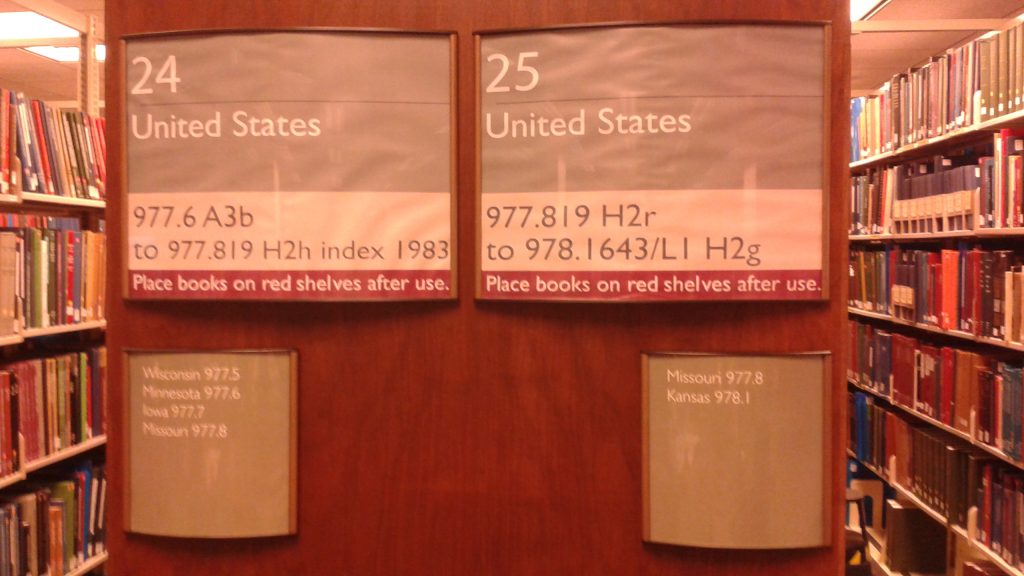 24
United States
977.6 A3b
to 977.819 H2h index 1983
Place books on red shelves after use.
Wisconsin 977.5
Minnesota 977.6
Iowa 977.7
Missouri 977.8
25
United States
977.819 H2r
to 978.1643/L1 H2g
Place books on red shelves after use.
Missouri 977.8
Kansas 978.1